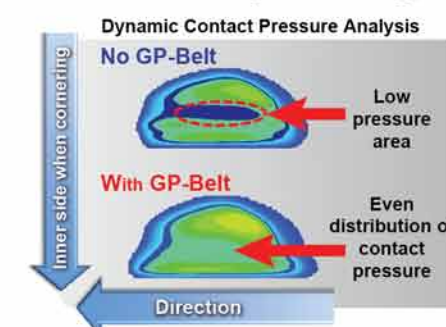 Dynamic Contact Pressure Analysis
No GP-Belt
Low
pressure
area
With GP-Belt
Even
distribution o
contact
pressure
Inner side when cornering
Direction